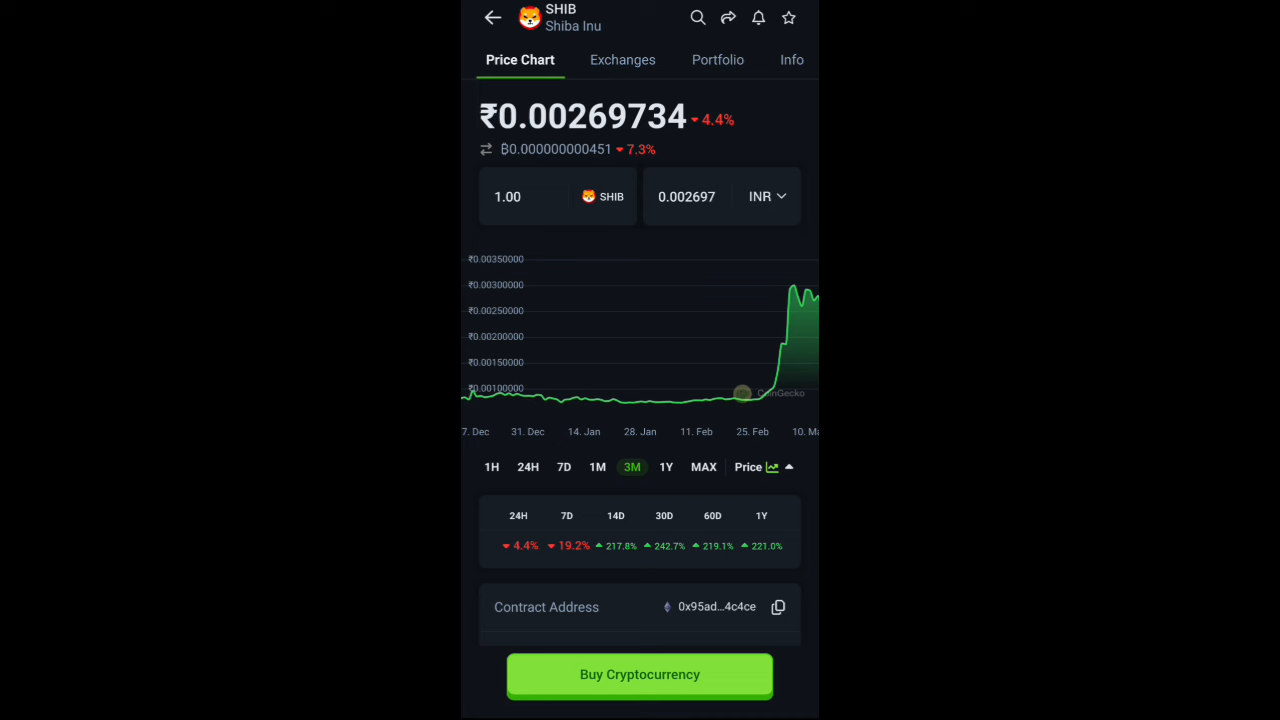 SHIB
Shiba Inu
Price Chart Exchanges Portfolio Info
₹0.00269734 4.4%
₿0.000000000451 7.3%
1.00 SHIB 0.002697 INR
₹0.00350000
₹0.00300000
₹0.00250000
₹0.00200000
₹0.00150000
₹0.00100000
CoinGecko
7. Dec 31. Dec 14. Jan 28. Jan 11. Feb 25. Feb 10. Ma
1H 24H 7D 1M 3M 1Y MAX Price
24H 7D 14D 30D 60D 1Y
4.4% 19.2% 217.8% 242.7% 219.1% 221.0%
Contract Address 0x95ad...4c4ce
Buy Cryptocurrency